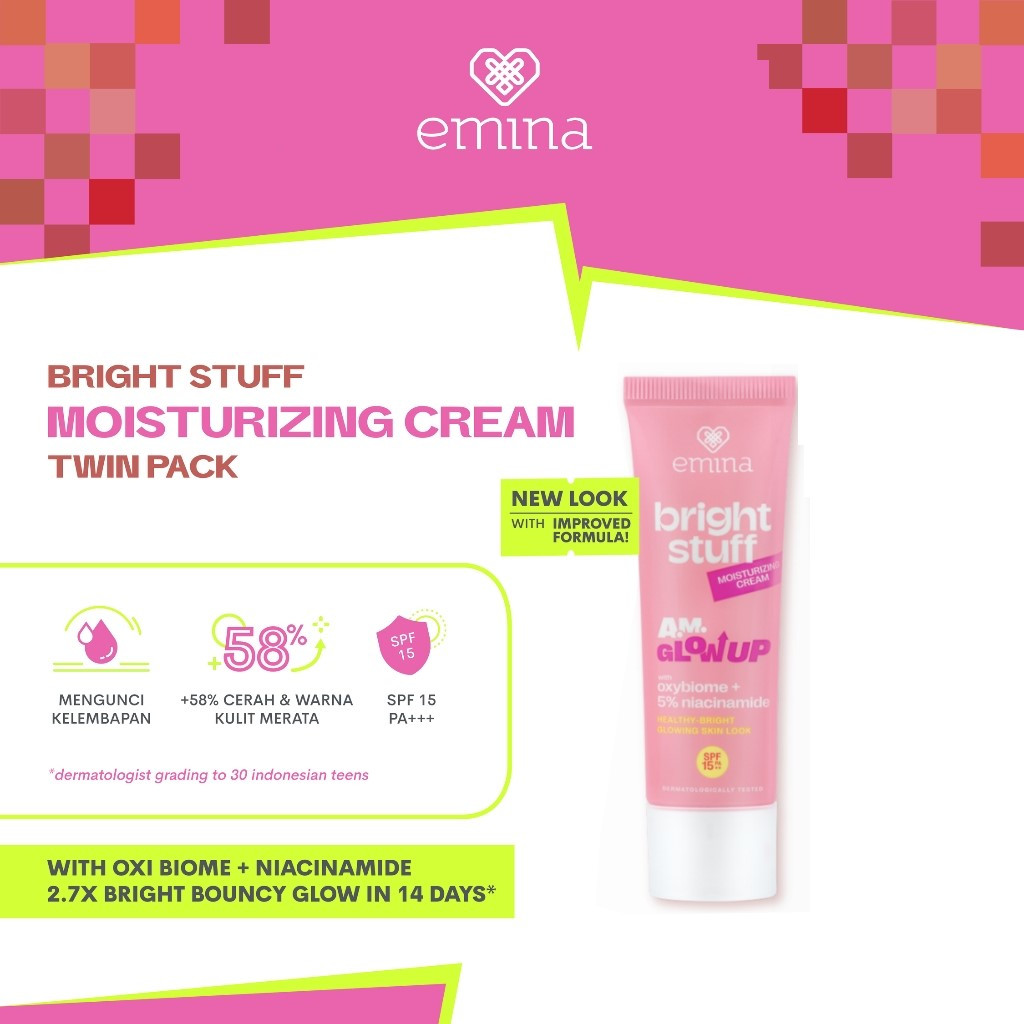 emina
BRIGHT STUFF
MOISTURIZING CREAM
TWIN PACK
NEW LOOK
WITH IMPROVED
FORMULA!
emina
bright
stuff
MOISTURIZING
CREAM
A.M.
GLOW UP
with
oxybiome +
5% niacinamide
HEALTHY-BRIGHT
GLOWING SKIN LOOK
SPF
15 PA
DERMATOLOGICALLY TESTED
58%
SPF
15
MENGUNCI
KELEMBAPAN
+58% CERAH & WARNA
KULIT MERATA
SPF 15
PA+++
*dermatologist grading to 30 indonesian teens
WITH OXI BIOME + NIACINAMIDE
2.7X BRIGHT BOUNCY GLOW IN 14 DAYS*